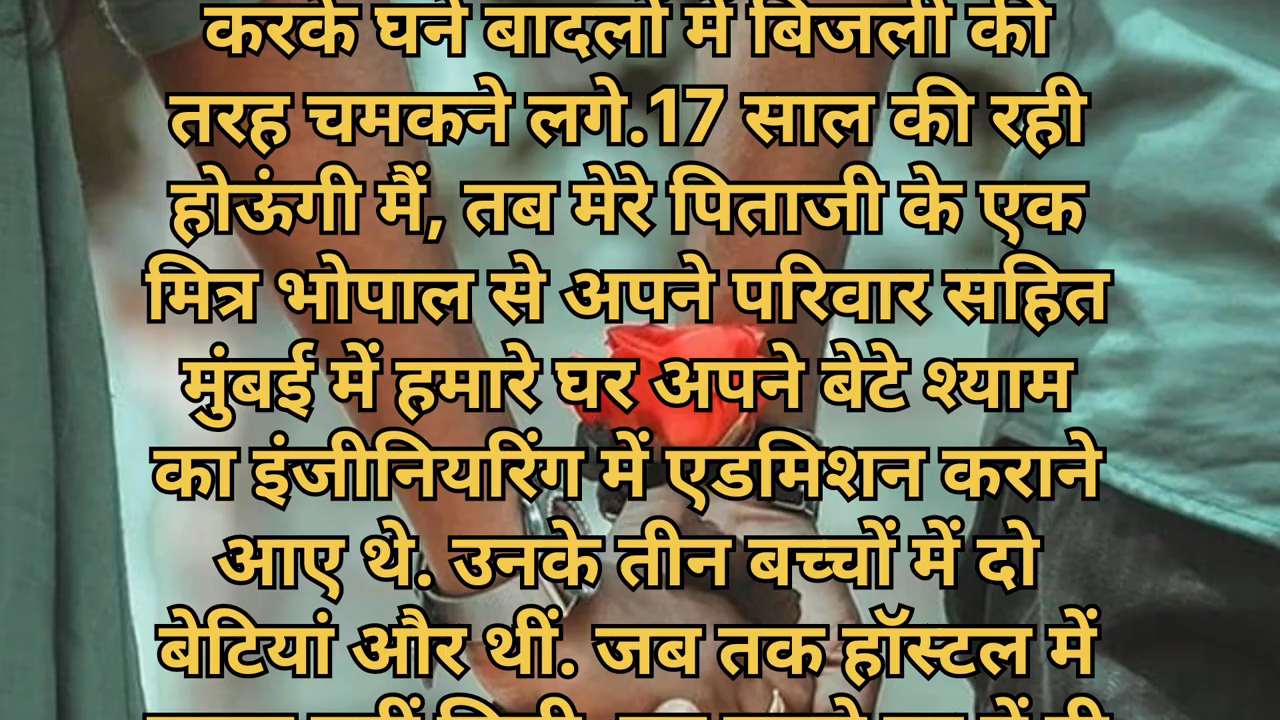 करके घने बादलों में बिजली की
तरह चमकने लगे.17 साल की रही
होऊंगी मैं, तब मेरे पिताजी के एक
मित्र भोपाल से अपने परिवार सहित
मुंबई में हमारे घर अपने बेटे श्याम
का इंजीनियरिंग में एडमिशन कराने
आए थे. उनके तीन बच्चों में दो
बेटियां और थीं. जब तक हॉस्टल में